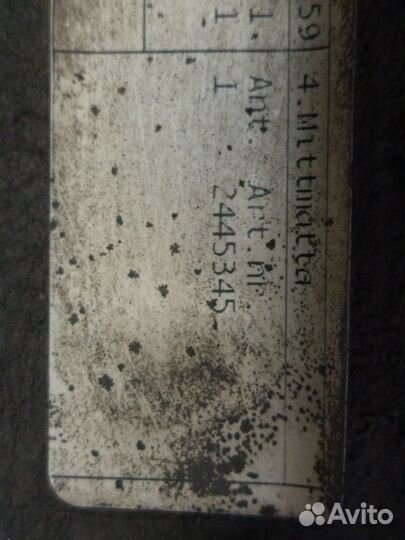 59 4.Mittmatta
1. Ant. Art.nr
1 1 2445345
Avito